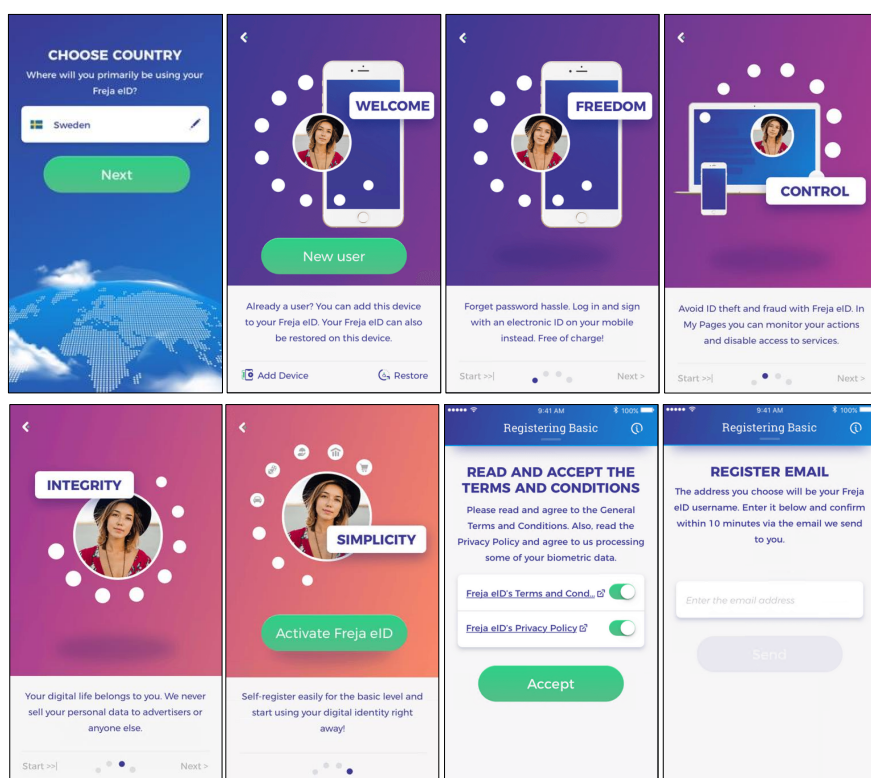 CHOOSE COUNTRY
Where will you primarily be using your
Freja eID?
Sweden
Next
WELCOME
New user
Already a user? You can add this device
to your Freja eID. Your Freja eID can also
be restored on this device.
Add Device
Restore
FREEDOM
Forget password hassle. Log in and sign
with an electronic ID on your mobile
instead. Free of charge!
Start >>|
Next >
CONTROL
Avoid ID theft and fraud with Freja eID. In
My Pages you can monitor your actions
and disable access to services.
Start >>|
Next >
INTEGRITY
Your digital life belongs to you. We never
sell your personal data to advertisers or
anyone else.
Start >>|
Next >
SIMPLICITY
Activate Freja eID
Self-register easily for the basic level and
start using your digital identity right
away!
9:41 AM
100%
Registering Basic
READ AND ACCEPT THE
TERMS AND CONDITIONS
Please read and agree to the General
Terms and Conditions. Also, read the
Privacy Policy and agree to us processing
some of your biometric data.
Freja eID's Terms and Cond...
Freja eID's Privacy Policy
Accept
9:41 AM
100%
Registering Basic
REGISTER EMAIL
The address you choose will be your Freja
eID username. Enter it below and confirm
within 10 minutes via the email we send
to you.
Enter the email address
Send